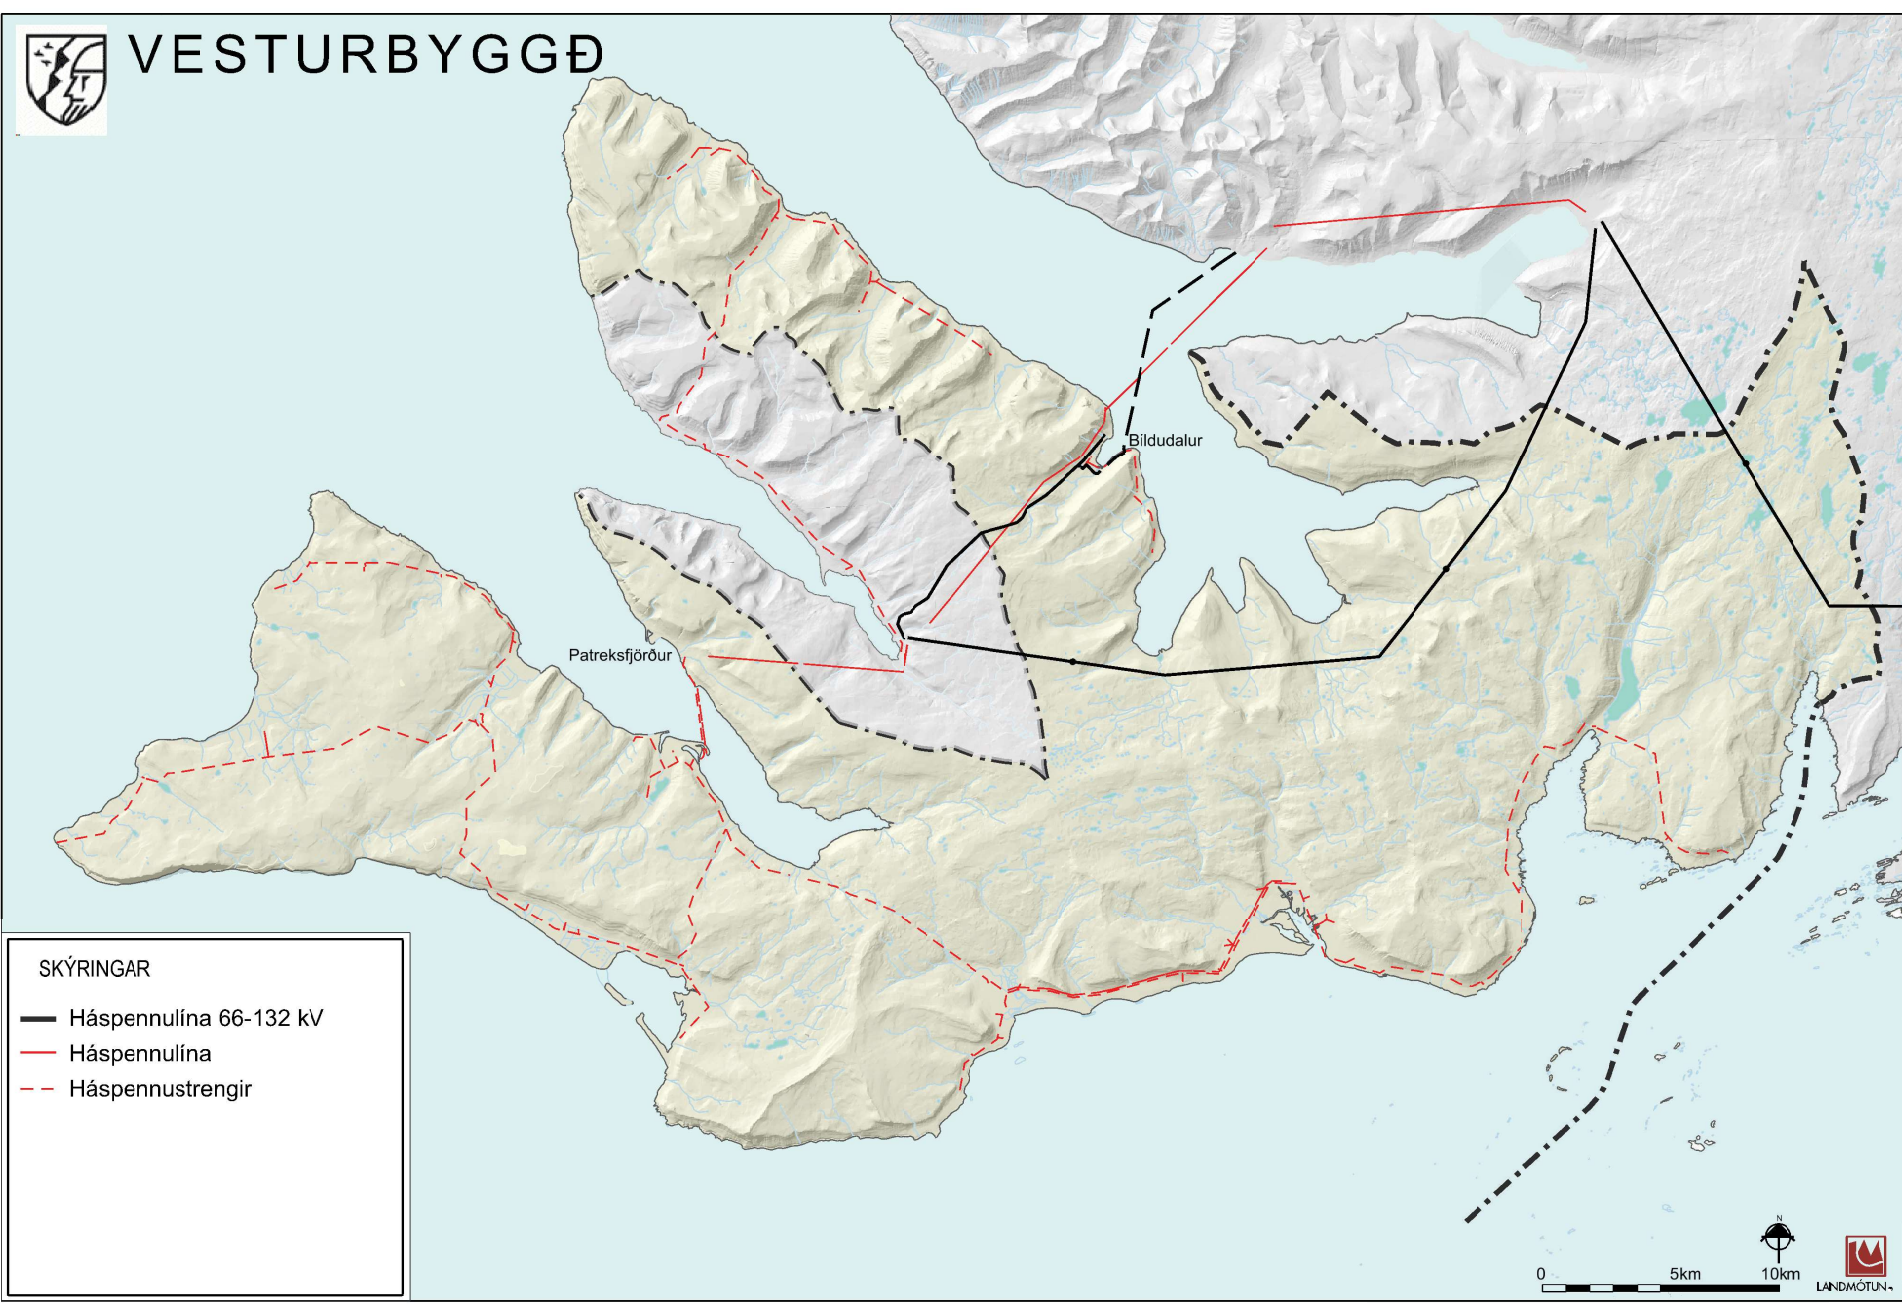 VESTURBYGGÐ
Bíldudalur
Patreksfjörður
SKÝRINGAR
Háspennulína 66-132 kV
Háspennulína
Háspennustrengir
N
0 5km 10km
LANDMÓTUN